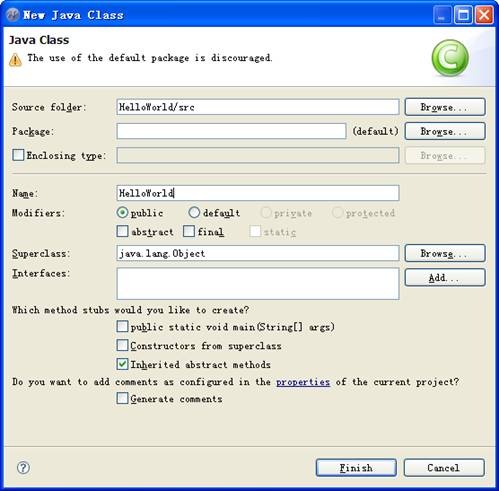 New Java Class
Java Class
The use of the default package is discouraged.
Source folder: HelloWorld/src Browse...
Package: (default) Browse...
Enclosing type: Browse...
Name: HelloWorld
Modifiers: public default private protected
abstract final static
Superclass: java.lang.Object Browse...
Interfaces: Add...
Which method stubs would you like to create?
public static void main(String[] args)
Constructors from superclass
Inherited abstract methods
Do you want to add comments as configured in the properties of the current project?
Generate comments
? Finish Cancel